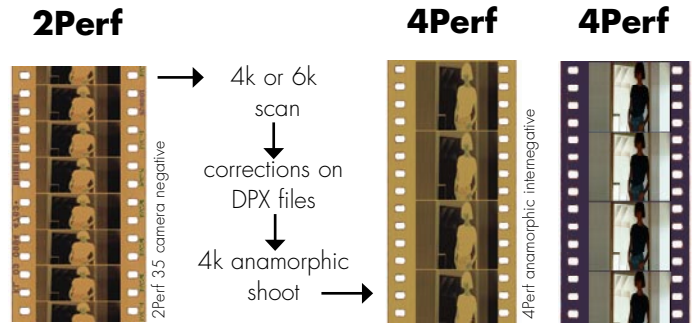 2Perf
4Perf
4Perf
4k or 6k
scan
corrections on
DPX files
4k anamorphic
shoot
2Perf 35 camera negative
4Perf anamorphic internegative